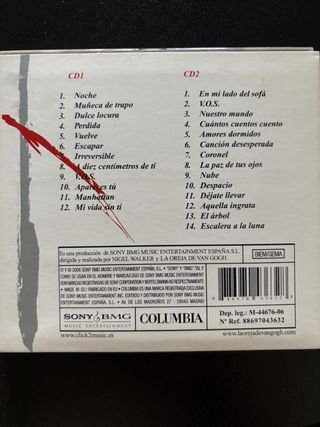 CD1
1. Noche
2. Muñeca de trapo
3. Dulce locura
4. Perdida
5. Vuelve
6. Escapar
7. Irreversible
8. A diez centímetros de ti
9. V.O.S.
10. Apareces tú
11. Manhattan
12. Mi vida sin ti
CD2
1. En mi lado del sofá
2. V.O.S.
3. Nuestro mundo
4. Cuántos cuentos cuento
5. Amores dormidos
6. Canción desesperada
7. Coronel
8. La paz de tus ojos
9. Nube
10. Despacio
11. Déjate llevar
12. Aquella ingrata
13. El árbol
14. Escalera a la luna
Es una producción de SONY BMG MUSIC ENTERTAINMENT ESPAÑA S.L.
dirigida y realizada por NIGEL WALKER y LA OREJA DE VAN GOGH.
BIEM/GEMA
SONY BMG
MUSIC ENTERTAINMENT
COLUMBIA
Dep. leg.: M-44676-06
Nº Ref. 88697043632
www.click2music.es
www.laorejadevangogh.com